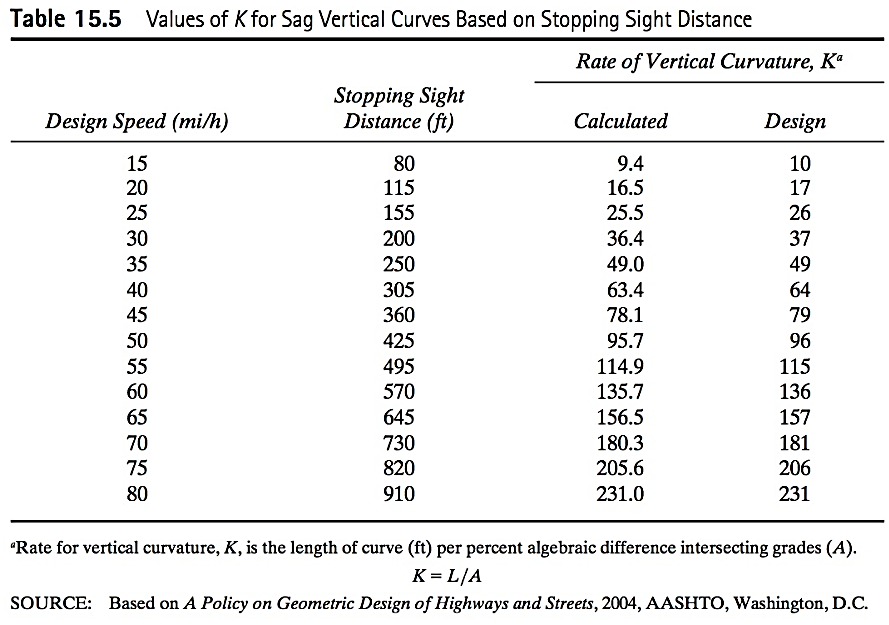 Table 15.5 Values of K for Sag Vertical Curves Based on Stopping Sight Distance
Rate of Vertical Curvature, Kᵃ
Stopping Sight
Design Speed (mi/h) Distance (ft) Calculated Design
15 80 9.4 10
20 115 16.5 17
25 155 25.5 26
30 200 36.4 37
35 250 49.0 49
40 305 63.4 64
45 360 78.1 79
50 425 95.7 96
55 495 114.9 115
60 570 135.7 136
65 645 156.5 157
70 730 180.3 181
75 820 205.6 206
80 910 231.0 231
ᵃRate for vertical curvature, K, is the length of curve (ft) per percent algebraic difference intersecting grades (A).
K = L/A
SOURCE: Based on A Policy on Geometric Design of Highways and Streets, 2004, AASHTO, Washington, D.C.